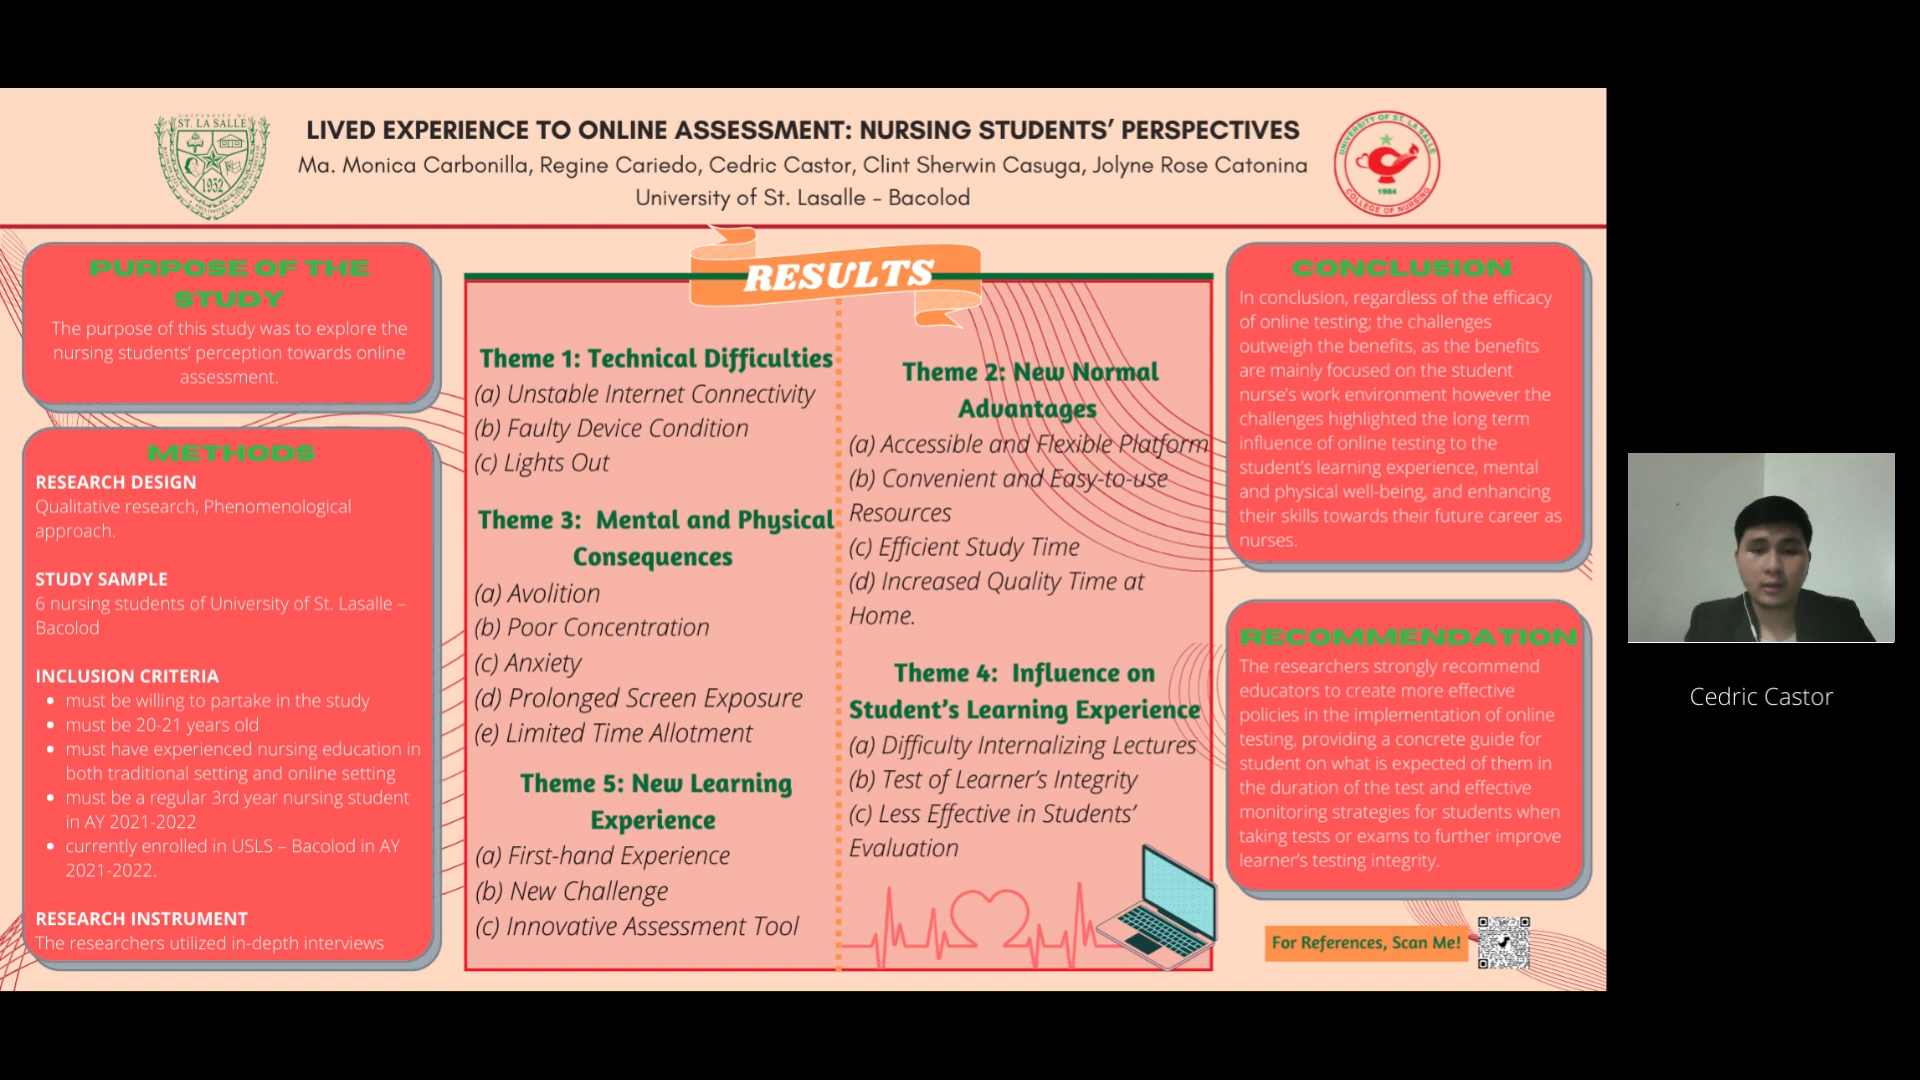 LIVED EXPERIENCE TO ONLINE ASSESSMENT: NURSING STUDENTS' PERSPECTIVES
Ma. Monica Carbonilla, Regine Cariedo, Cedric Castor, Clint Sherwin Casuga, Jolyne Rose Catonina
University of St. Lasalle - Bacolod
UNIVERSITY OF
ST. LA SALLE
1952
PHILIPPINES
UNIVERSITY OF ST. LA SALLE
1984
COLLEGE OF NURSING
PURPOSE OF THE
STUDY
The purpose of this study was to explore the
nursing students' perception towards online
assessment.
METHODS
RESEARCH DESIGN
Qualitative research, Phenomenological
approach.
STUDY SAMPLE
6 nursing students of University of St. Lasalle –
Bacolod
INCLUSION CRITERIA
• must be willing to partake in the study
• must be 20-21 years old
• must have experienced nursing education in
both traditional setting and online setting
• must be a regular 3rd year nursing student
in AY 2021-2022
• currently enrolled in USLS – Bacolod in AY
2021-2022.
RESEARCH INSTRUMENT
The researchers utilized in-depth interviews
RESULTS
Theme 1: Technical Difficulties
(a) Unstable Internet Connectivity
(b) Faulty Device Condition
(c) Lights Out
Theme 3: Mental and Physical
Consequences
(a) Avolition
(b) Poor Concentration
(c) Anxiety
(d) Prolonged Screen Exposure
(e) Limited Time Allotment
Theme 5: New Learning
Experience
(a) First-hand Experience
(b) New Challenge
(c) Innovative Assessment Tool
Theme 2: New Normal
Advantages
(a) Accessible and Flexible Platform
(b) Convenient and Easy-to-use
Resources
(c) Efficient Study Time
(d) Increased Quality Time at
Home.
Theme 4: Influence on
Student's Learning Experience
(a) Difficulty Internalizing Lectures
(b) Test of Learner's Integrity
(c) Less Effective in Students'
Evaluation
CONCLUSION
In conclusion, regardless of the efficacy
of online testing; the challenges
outweigh the benefits, as the benefits
are mainly focused on the student
nurse's work environment however the
challenges highlighted the long term
influence of online testing to the
student's learning experience, mental
and physical well-being, and enhancing
their skills towards their future career as
nurses.
RECOMMENDATION
The researchers strongly recommend
educators to create more effective
policies in the implementation of online
testing, providing a concrete guide for
student on what is expected of them in
the duration of the test and effective
monitoring strategies for students when
taking tests or exams to further improve
learner's testing integrity.
For References, Scan Me!
Cedric Castor